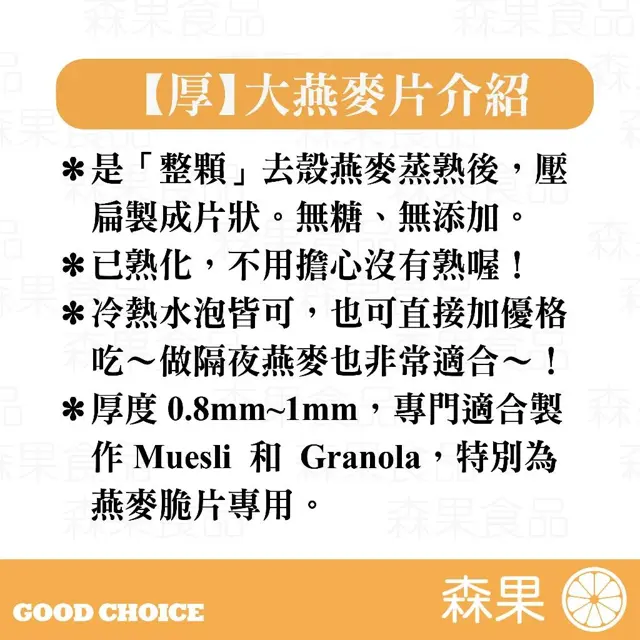 【厚】大燕麥片介紹
＊是「整顆」去殼燕麥蒸熟後，壓
扁製成片狀。無糖、無添加。
＊已熟化，不用擔心沒有熟喔！
＊冷熱水泡皆可，也可直接加優格
吃～做隔夜燕麥也非常適合～！
＊厚度 0.8mm~1mm，專門適合製
作 Muesli 和 Granola，特別為
燕麥脆片專用。
GOOD CHOICE
森果